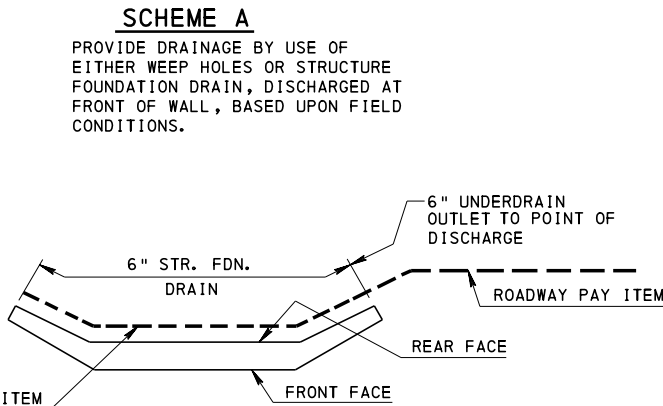 SCHEME A
PROVIDE DRAINAGE BY USE OF
EITHER WEEP HOLES OR STRUCTURE
FOUNDATION DRAIN, DISCHARGED AT
FRONT OF WALL, BASED UPON FIELD
CONDITIONS.
6" UNDERDRAIN
OUTLET TO POINT OF
DISCHARGE
6" STR. FDN.
DRAIN
ROADWAY PAY ITEM
REAR FACE
FRONT FACE
ITEM